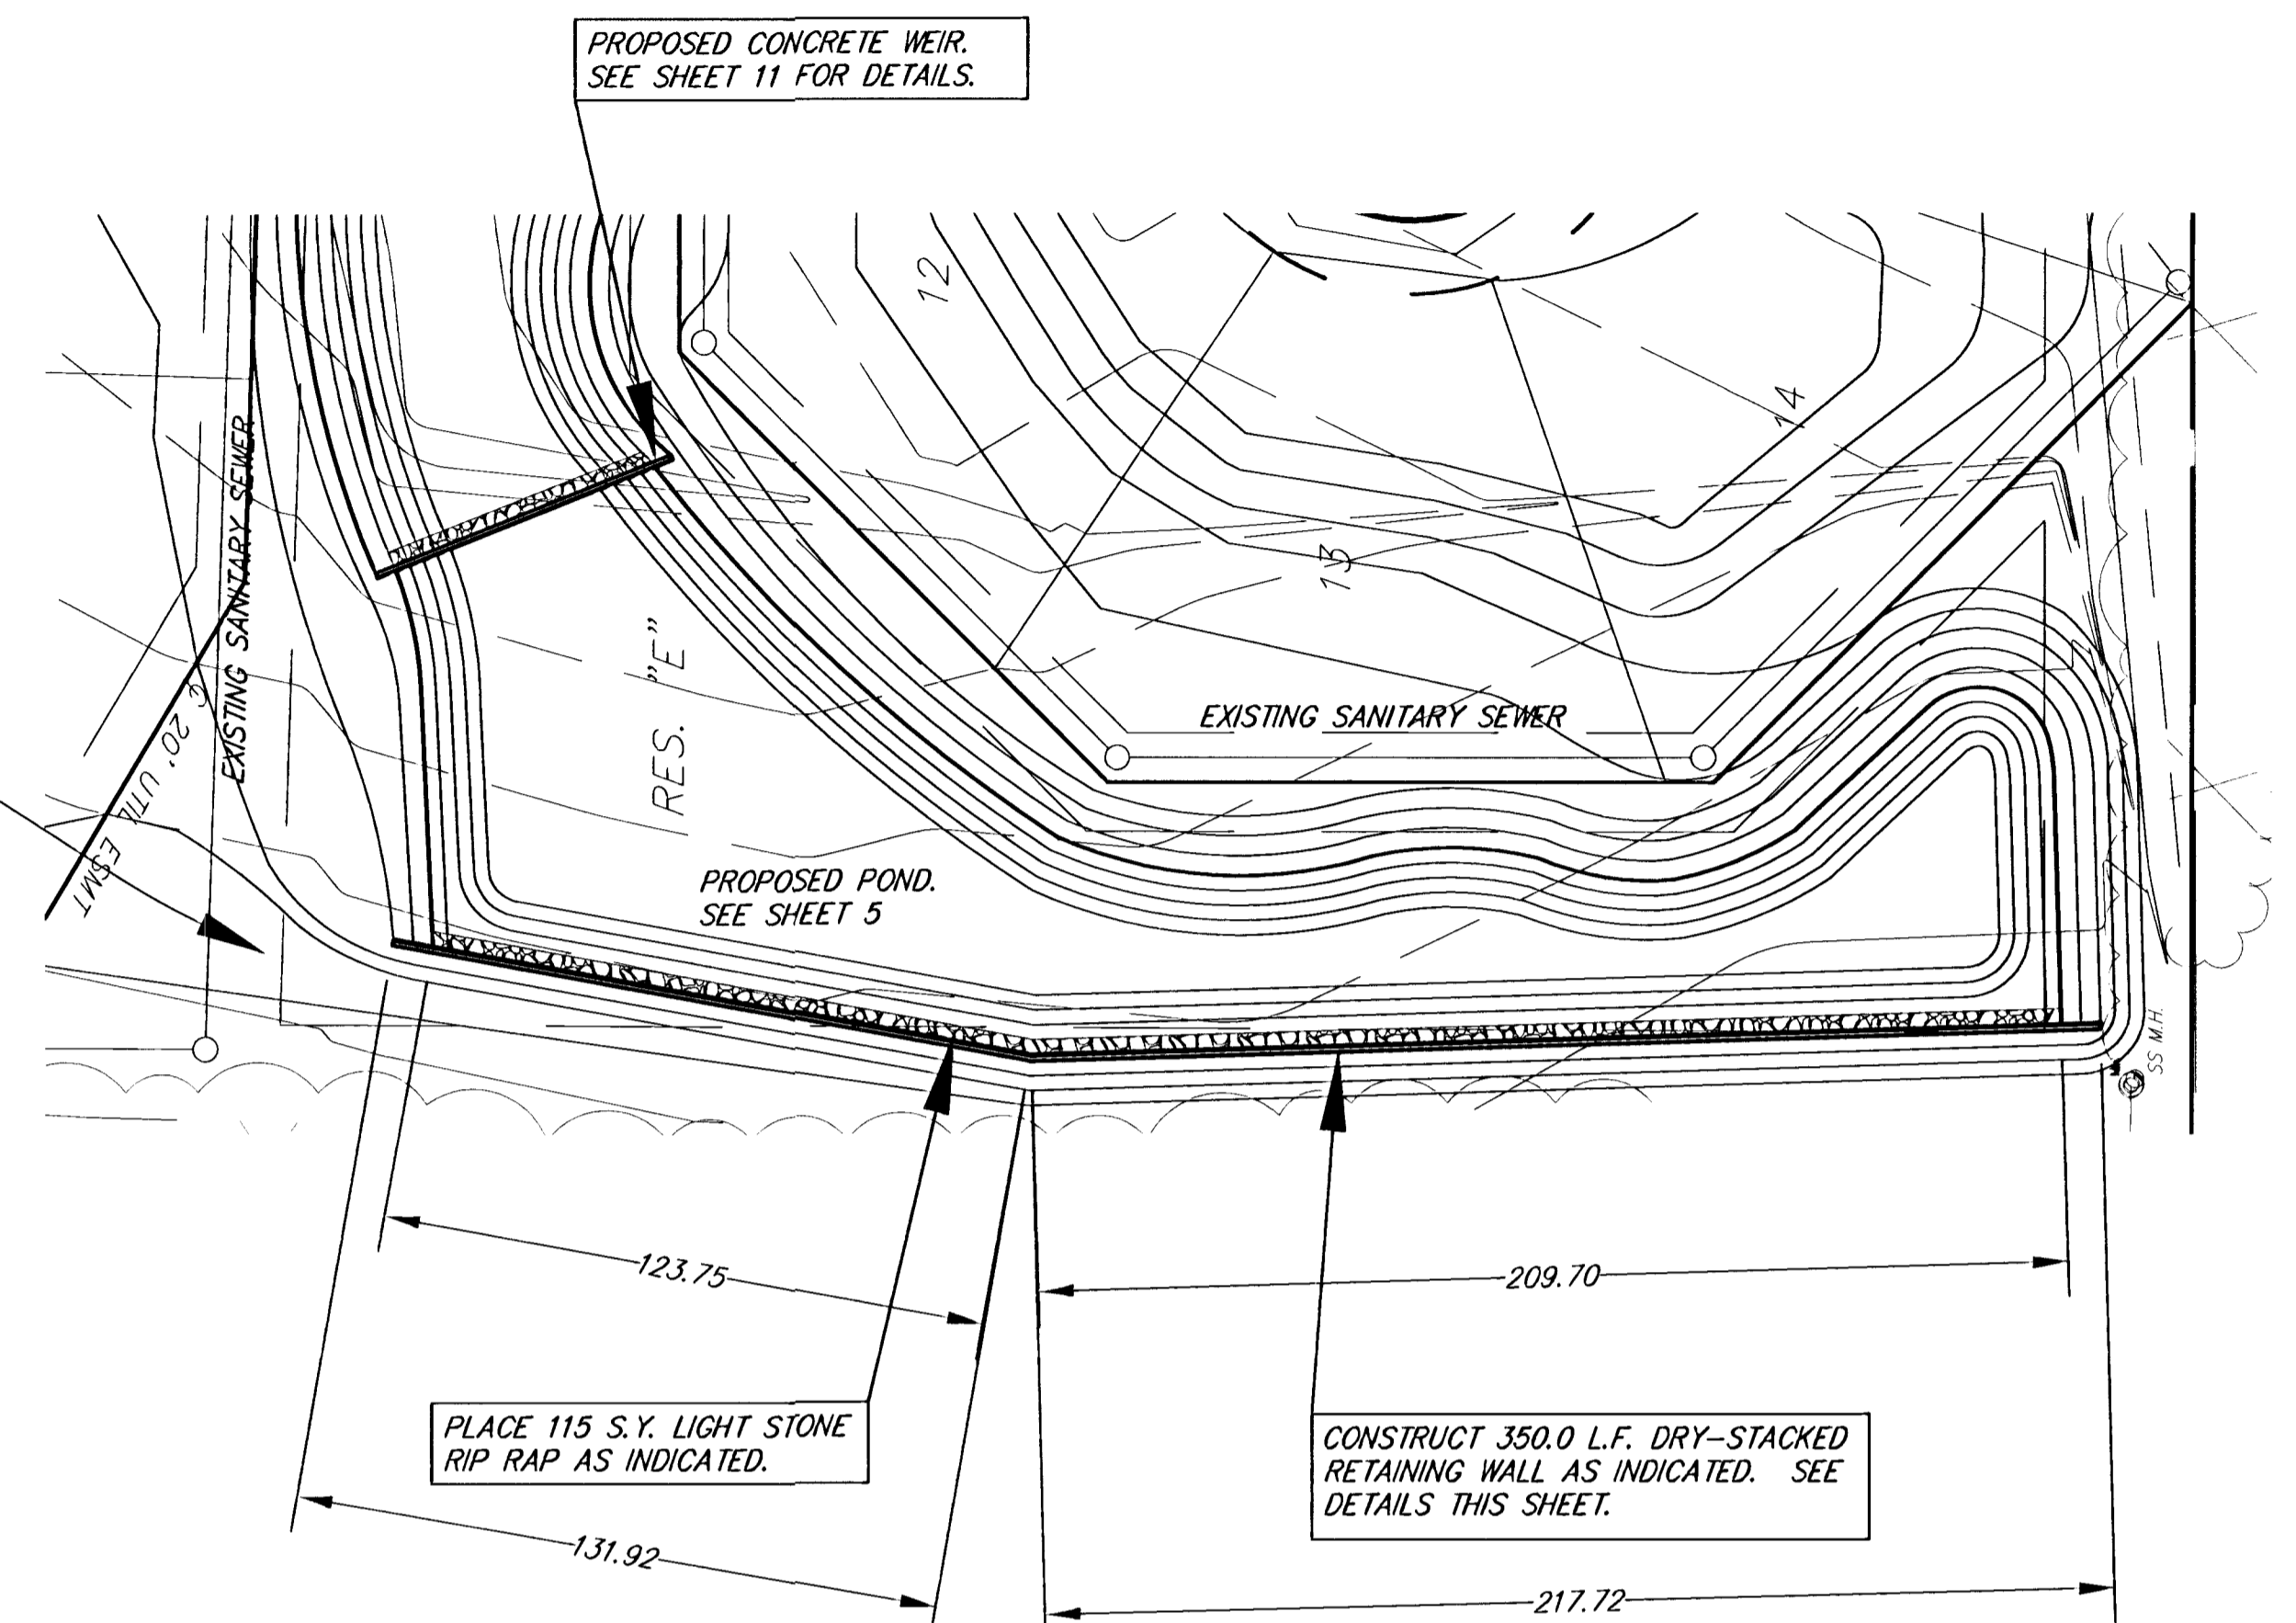 PROPOSED CONCRETE WEIR.
SEE SHEET 11 FOR DETAILS.
12
14
13
EXISTING SANITARY SEWER
RES. "E"
EXISTING SANITARY SEWER
℄ 20' UTIL ESMT
PROPOSED POND.
SEE SHEET 5
SS M.H.
123.75
209.70
PLACE 115 S.Y. LIGHT STONE
RIP RAP AS INDICATED.
CONSTRUCT 350.0 L.F. DRY-STACKED
RETAINING WALL AS INDICATED. SEE
DETAILS THIS SHEET.
131.92
217.72